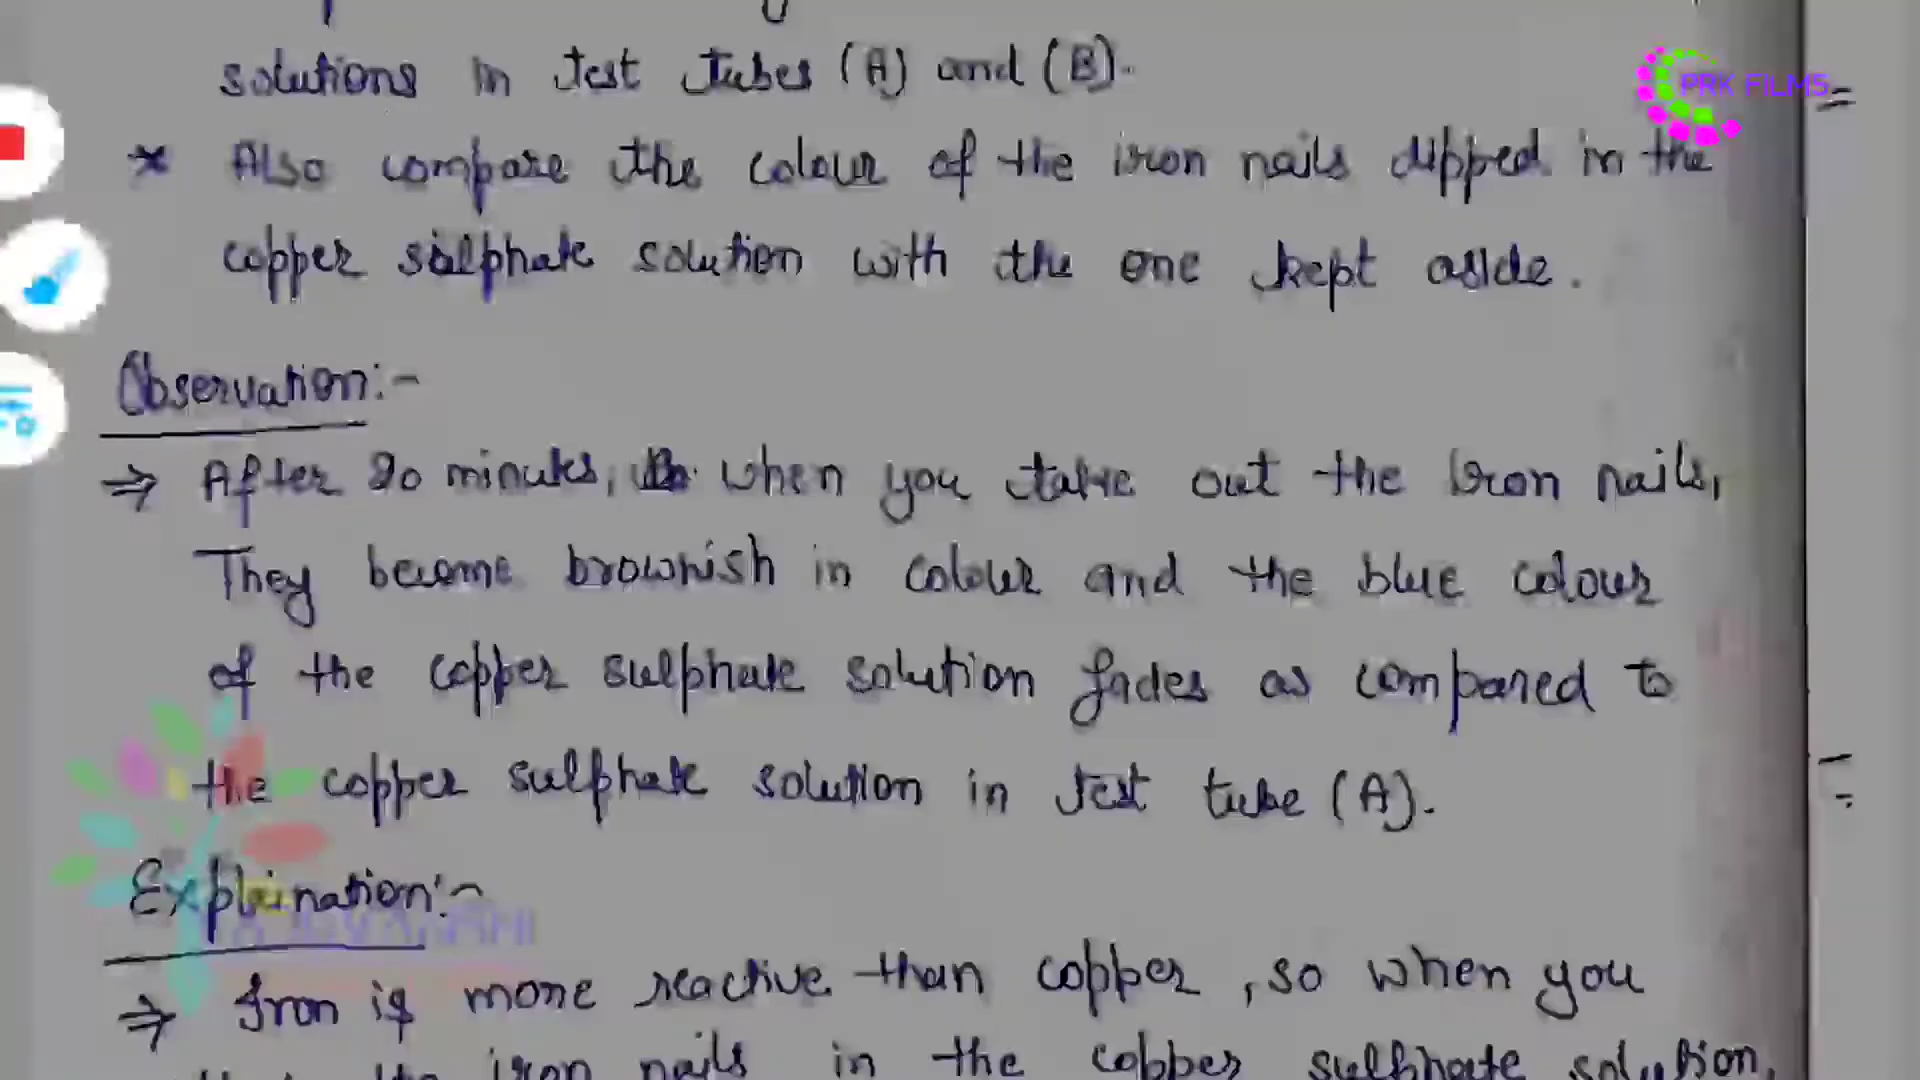 solutions in test tubes (A) and (B).
PRK FILMS
* Also compare the colour of the iron nails dipped in the
copper sulphate solution with the one kept aside.
Observation:-
⇒ After 20 minutes, when you take out the iron nails,
They become brownish in colour and the blue colour
of the copper sulphate solution fades as compared to
the copper sulphate solution in test tube (A).
Explaination:-
⇒ Iron is more reactive than copper, so when you
iron nails in the copper sulphate solution,